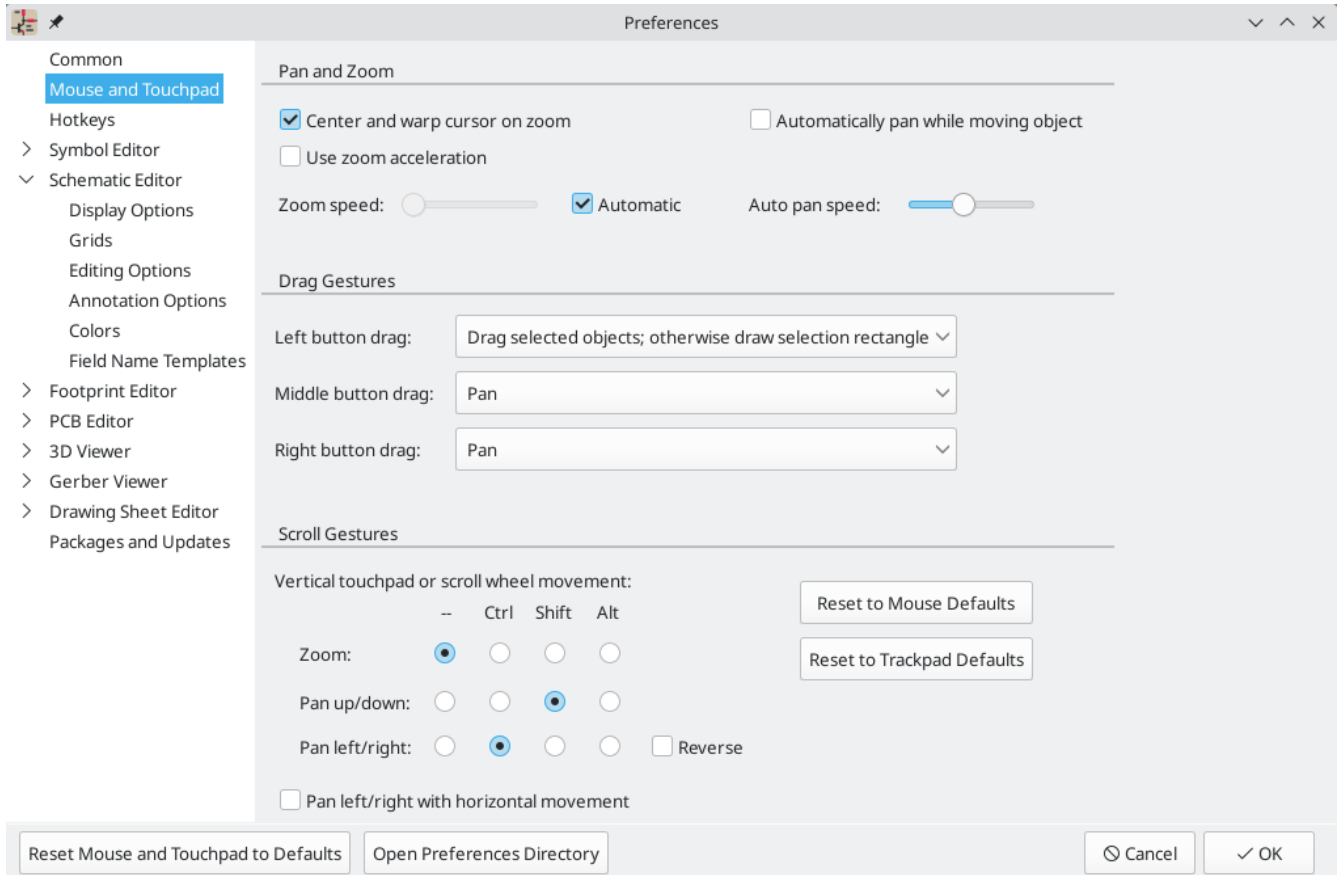 Preferences
Common
Mouse and Touchpad
Hotkeys
Symbol Editor
Schematic Editor
Display Options
Grids
Editing Options
Annotation Options
Colors
Field Name Templates
Footprint Editor
PCB Editor
3D Viewer
Gerber Viewer
Drawing Sheet Editor
Packages and Updates
Pan and Zoom
Center and warp cursor on zoom
Automatically pan while moving object
Use zoom acceleration
Zoom speed:
Automatic
Auto pan speed:
Drag Gestures
Left button drag: Drag selected objects; otherwise draw selection rectangle
Middle button drag: Pan
Right button drag: Pan
Scroll Gestures
Vertical touchpad or scroll wheel movement:
-- Ctrl Shift Alt
Zoom:
Pan up/down:
Pan left/right:
Reverse
Pan left/right with horizontal movement
Reset to Mouse Defaults
Reset to Trackpad Defaults
Reset Mouse and Touchpad to Defaults
Open Preferences Directory
Cancel
OK